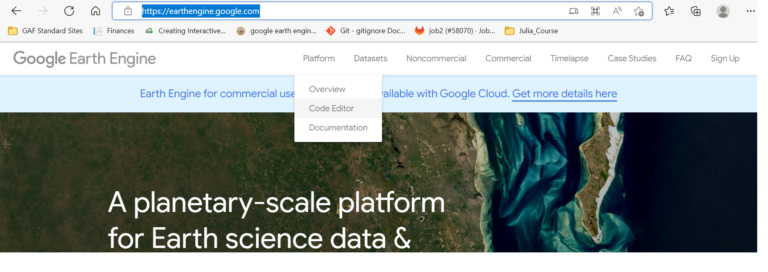 https://earthengine.google.com
GAF Standard Sites Finances Creating Interactive... google earth engin... Git - gitignore Doc... job2 (#58070) · Job... Julia_Course
Google Earth Engine Platform Datasets Noncommercial Commercial Timelapse Case Studies FAQ Sign Up
Overview
Code Editor
Documentation
Earth Engine for commercial use vailable with Google Cloud. Get more details here
A planetary-scale platform
for Earth science data &